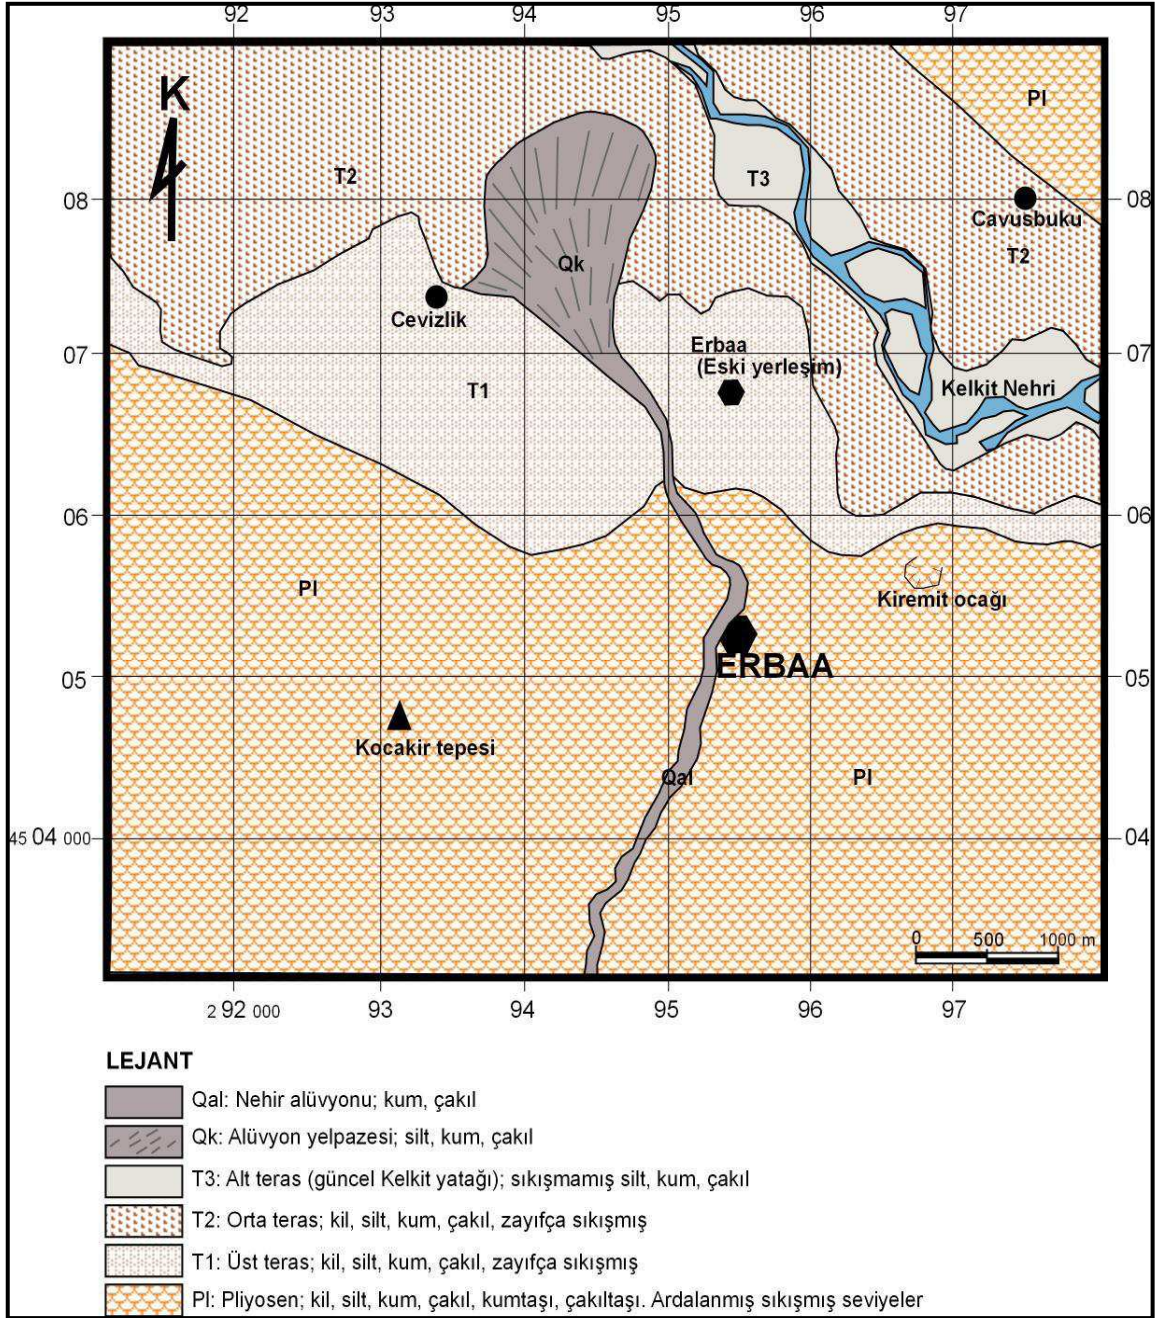 92 93 94 95 96 97
K
Pl
T2
T3
08 08
Cavusbuku
T2
Qk
Cevizlik
Erbaa
(Eski yerleşim)
07 07
T1
Kelkit Nehri
06 06
Pl
Kiremit ocağı
ERBAA
05 05
Kocakir tepesi
Qal
Pl
45 04 000 04
0 500 1000 m
2 92 000 93 94 95 96 97
LEJANT
Qal: Nehir alüvyonu; kum, çakıl
Qk: Alüvyon yelpazesi; silt, kum, çakıl
T3: Alt teras (güncel Kelkit yatağı); sıkışmamış silt, kum, çakıl
T2: Orta teras; kil, silt, kum, çakıl, zayıfça sıkışmış
T1: Üst teras; kil, silt, kum, çakıl, zayıfça sıkışmış
Pl: Pliyosen; kil, silt, kum, çakıl, kumtaşı, çakıltaşı. Ardalanmış sıkışmış seviyeler